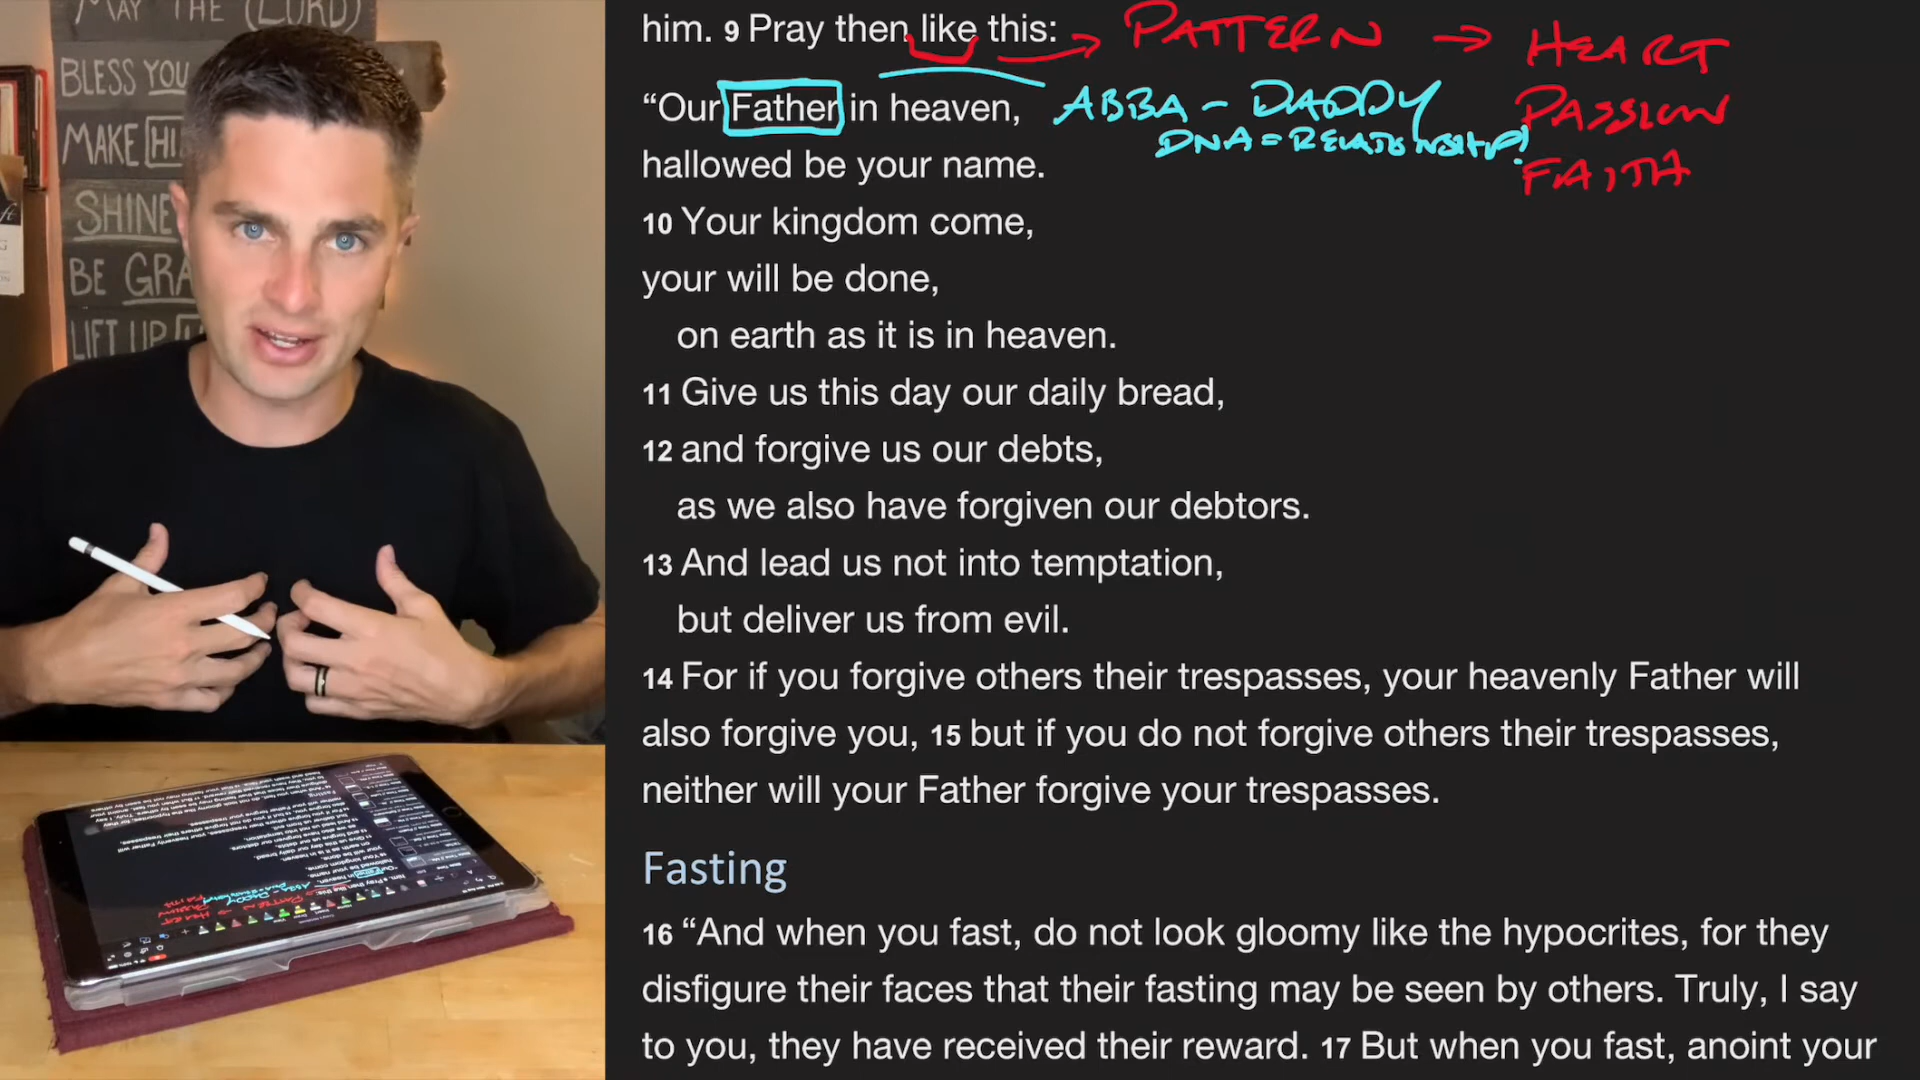 MAY THE (LORD)
BLESS YOU
MAKE HI
SHINE
BE GRA
LIFT UP
him. 9 Pray then like this: → PATTERN → HEART
“Our Father in heaven, ABBA - DADDY PASSION
DNA = RELATIONSHIP! FAITH
hallowed be your name.
10 Your kingdom come,
your will be done,
on earth as it is in heaven.
11 Give us this day our daily bread,
12 and forgive us our debts,
as we also have forgiven our debtors.
13 And lead us not into temptation,
but deliver us from evil.
14 For if you forgive others their trespasses, your heavenly Father will
also forgive you, 15 but if you do not forgive others their trespasses,
neither will your Father forgive your trespasses.
Fasting
16 “And when you fast, do not look gloomy like the hypocrites, for they
disfigure their faces that their fasting may be seen by others. Truly, I say
to you, they have received their reward. 17 But when you fast, anoint your